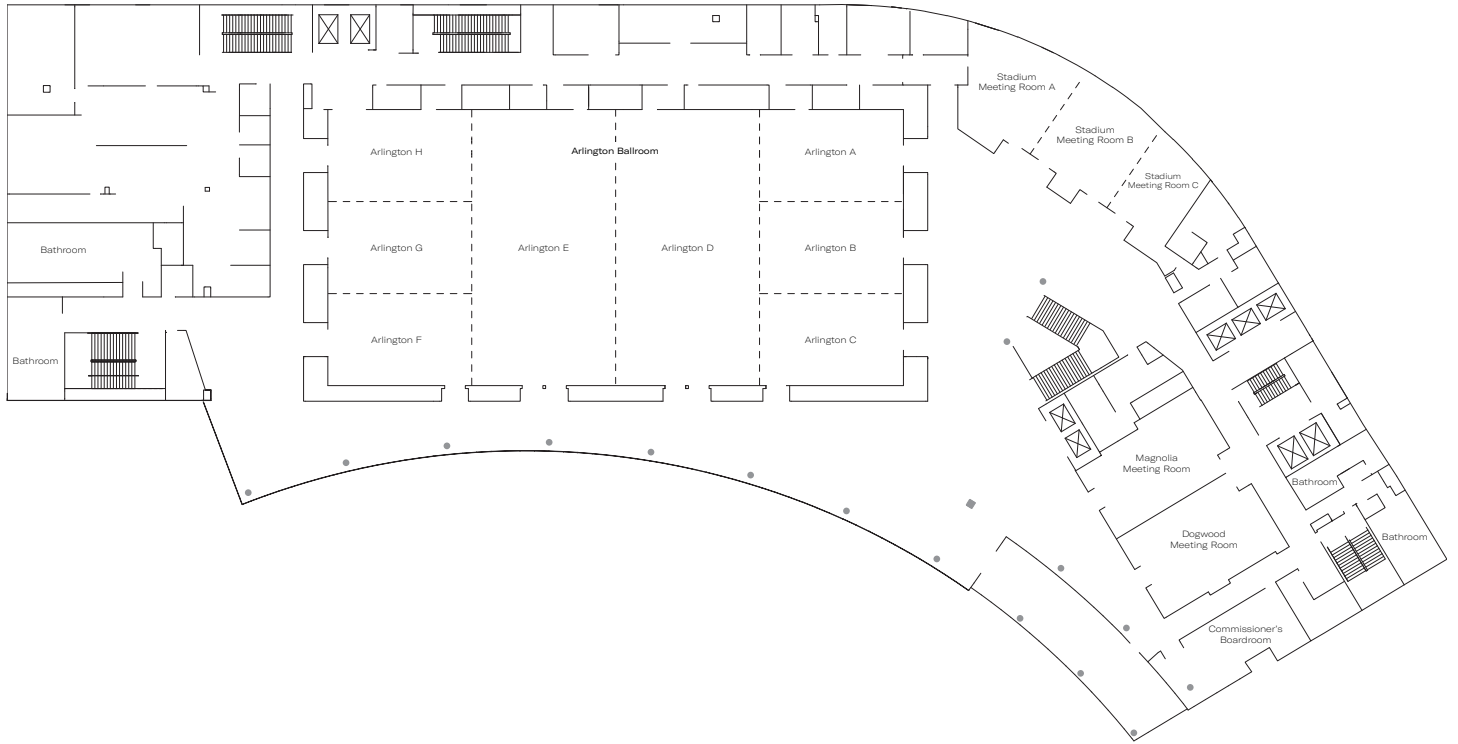 Stadium
Meeting Room A
Stadium
Meeting Room B
Stadium
Meeting Room C
Arlington H
Arlington Ballroom
Arlington A
Arlington G
Arlington E
Arlington D
Arlington B
Arlington F
Arlington C
Bathroom
Bathroom
Magnolia
Meeting Room
Bathroom
Dogwood
Meeting Room
Bathroom
Commissioner's
Boardroom